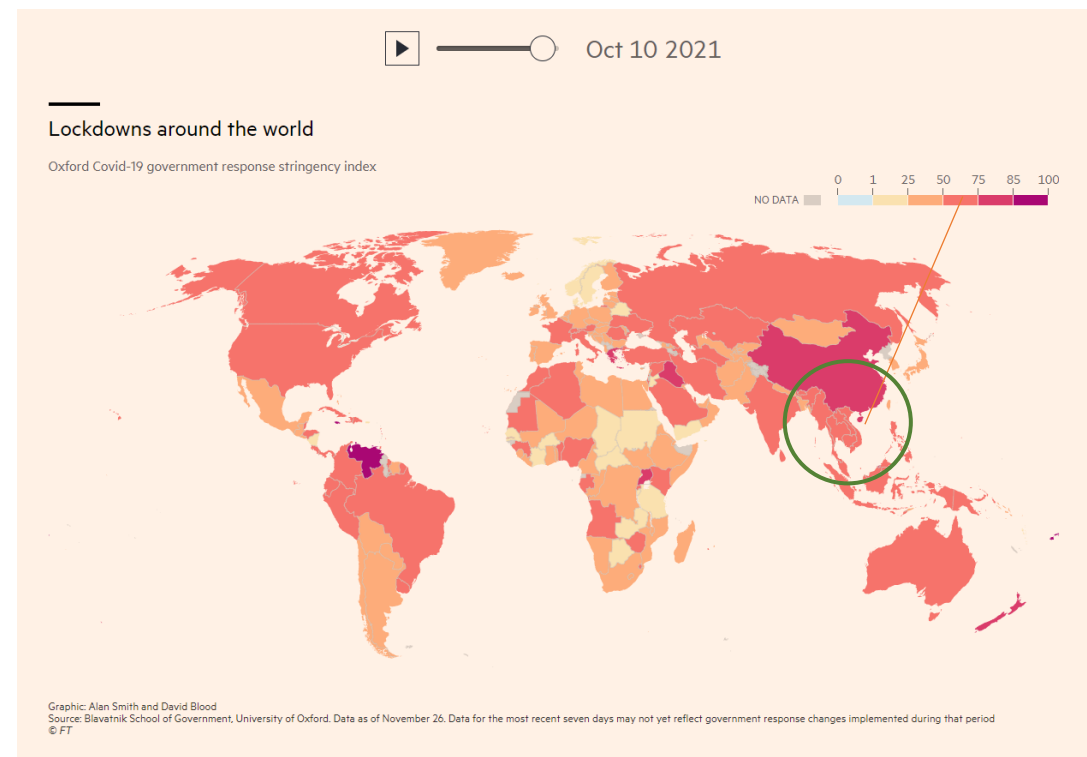 Oct 10 2021
Lockdowns around the world
Oxford Covid-19 government response stringency index
NO DATA 0 1 25 50 75 85 100
Graphic: Alan Smith and David Blood
Source: Blavatnik School of Government, University of Oxford. Data as of November 26. Data for the most recent seven days may not yet reflect government response changes implemented during that period
© FT